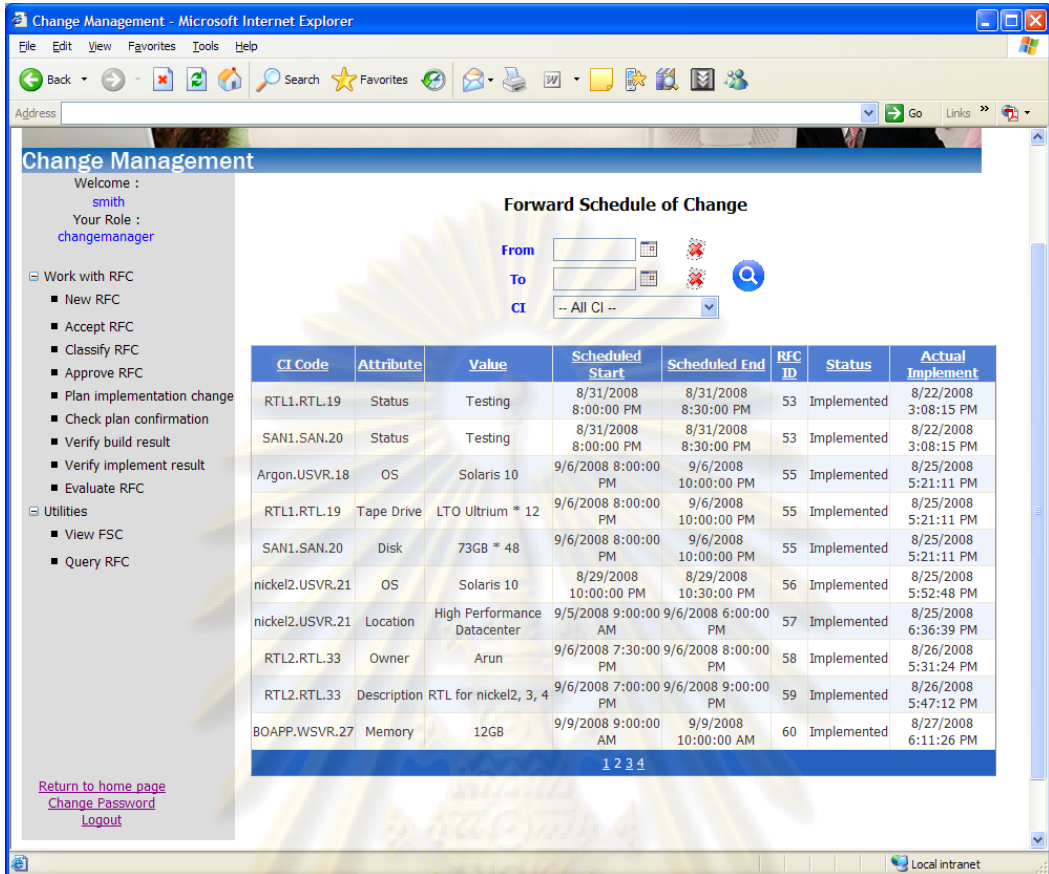 Change Management - Microsoft Internet Explorer
File Edit View Favorites Tools Help
Back Search Favorites
Address Go Links »
Change Management
Welcome :
smith
Your Role :
changemanager
Work with RFC
New RFC
Accept RFC
Classify RFC
Approve RFC
Plan implementation change
Check plan confirmation
Verify build result
Verify implement result
Evaluate RFC
Utilities
View FSC
Query RFC
Return to home page
Change Password
Logout
Forward Schedule of Change
From
To
CI -- All CI --
CI Code Attribute Value Scheduled Start Scheduled End RFC ID Status Actual Implement
RTL1.RTL.19 Status Testing 8/31/2008 8:00:00 PM 8/31/2008 8:30:00 PM 53 Implemented 8/22/2008 3:08:15 PM
SAN1.SAN.20 Status Testing 8/31/2008 8:00:00 PM 8/31/2008 8:30:00 PM 53 Implemented 8/22/2008 3:08:15 PM
Argon.USVR.18 OS Solaris 10 9/6/2008 8:00:00 PM 9/6/2008 10:00:00 PM 55 Implemented 8/25/2008 5:21:11 PM
RTL1.RTL.19 Tape Drive LTO Ultrium * 12 9/6/2008 8:00:00 PM 9/6/2008 10:00:00 PM 55 Implemented 8/25/2008 5:21:11 PM
SAN1.SAN.20 Disk 73GB * 48 9/6/2008 8:00:00 PM 9/6/2008 10:00:00 PM 55 Implemented 8/25/2008 5:21:11 PM
nickel2.USVR.21 OS Solaris 10 8/29/2008 10:00:00 PM 8/29/2008 10:30:00 PM 56 Implemented 8/25/2008 5:52:48 PM
nickel2.USVR.21 Location High Performance Datacenter 9/5/2008 9:00:00 AM 9/6/2008 6:00:00 PM 57 Implemented 8/25/2008 6:36:39 PM
RTL2.RTL.33 Owner Arun 9/6/2008 7:30:00 PM 9/6/2008 8:00:00 PM 58 Implemented 8/26/2008 5:31:24 PM
RTL2.RTL.33 Description RTL for nickel2, 3, 4 9/6/2008 7:00:00 PM 9/6/2008 9:00:00 PM 59 Implemented 8/26/2008 5:47:12 PM
BOAPP.WSVR.27 Memory 12GB 9/9/2008 9:00:00 AM 9/9/2008 10:00:00 AM 60 Implemented 8/27/2008 6:11:26 PM
1 2 3 4
Local intranet